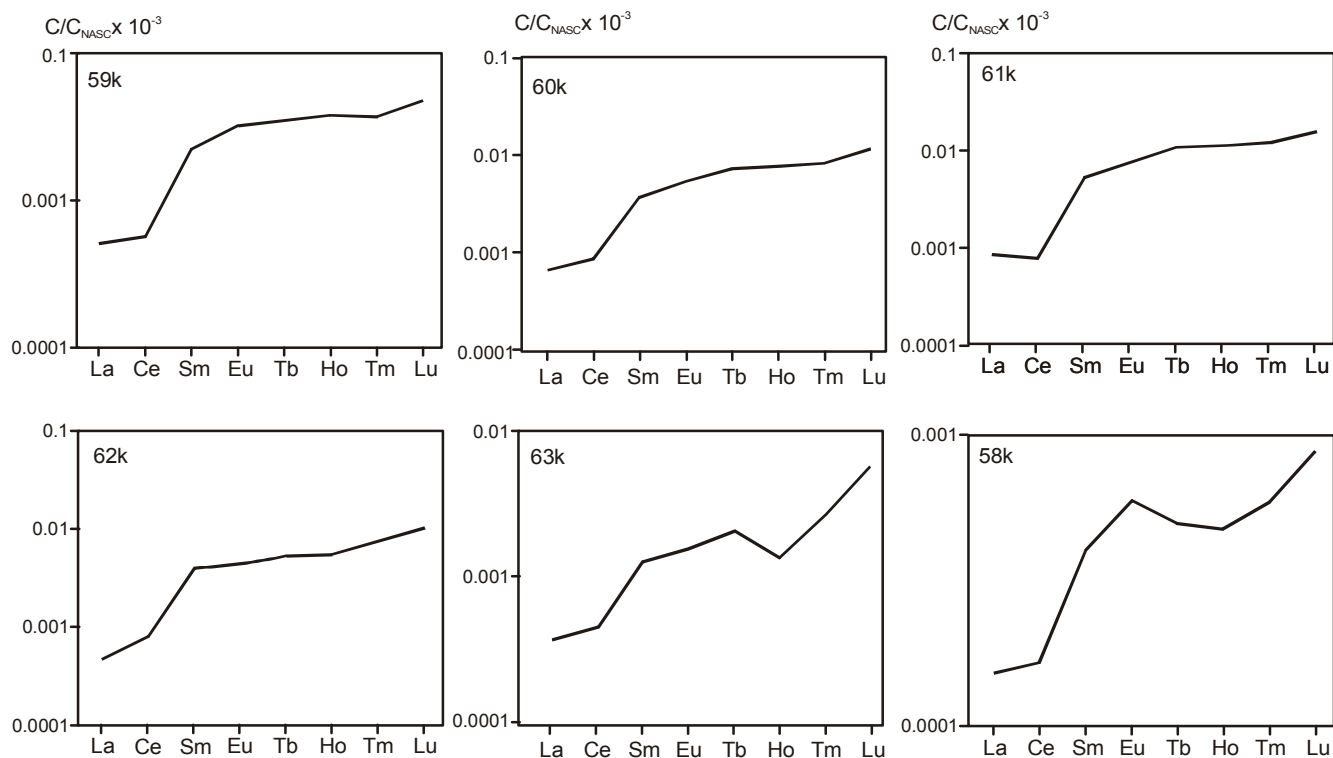 C/C_NASC x 10^-3
0.1
59k
0.001
0.0001
La Ce Sm Eu Tb Ho Tm Lu
C/C_NASC x 10^-3
0.1
60k
0.01
0.001
0.0001
La Ce Sm Eu Tb Ho Tm Lu
C/C_NASC x 10^-3
0.1
61k
0.01
0.001
0.0001
La Ce Sm Eu Tb Ho Tm Lu
0.1
62k
0.01
0.001
0.0001
La Ce Sm Eu Tb Ho Tm Lu
0.01
63k
0.001
0.0001
La Ce Sm Eu Tb Ho Tm Lu
0.001
58k
0.0001
La Ce Sm Eu Tb Ho Tm Lu